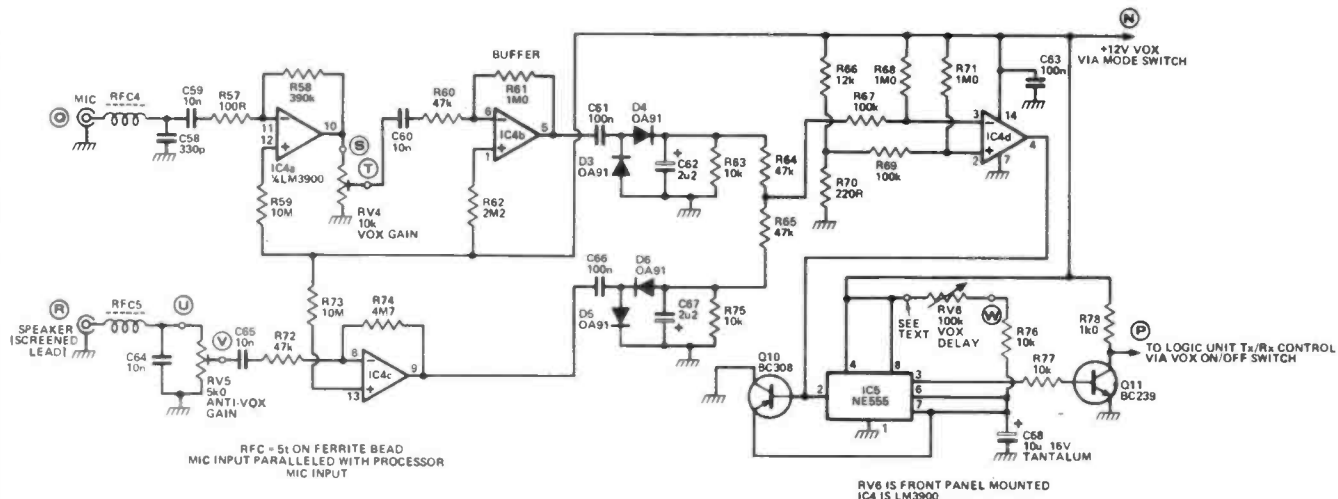 O
MIC
RFC4
C59
10n
R57
100R
C58
330p
R58
390k
11
12
10
IC4a
¼LM3900
R59
10M
S
T
RV4
10k
VOX GAIN
C60
10n
R60
47k
BUFFER
R61
1M0
6
1
5
IC4b
R62
2M2
C61
100n
D4
OA91
D3
OA91
C62
2u2
R63
10k
R64
47k
R65
47k
R66
12k
R67
100k
R68
1M0
R71
1M0
R69
100k
R70
220R
3
2
14
7
4
IC4d
C63
100n
N
+12V VOX
VIA MODE SWITCH
R
SPEAKER
(SCREENED
LEAD)
RFC5
U
C64
10n
V
RV5
5k0
ANTI-VOX
GAIN
C65
10n
R72
47k
R73
10M
R74
4M7
8
13
9
IC4c
C66
100n
D6
OA91
D5
OA91
C67
2u2
R75
10k
Q10
BC308
SEE
TEXT
100k
VOX
DELAY
W
R76
10k
4
8
2
3
6
7
1
IC5
NE555
R77
10k
R78
1k0
P
TO LOGIC UNIT Tx/Rx CONTROL
VIA VOX ON/OFF SWITCH
Q11
BC239
C68
10u 16V
TANTALUM
RFC = 5t ON FERRITE BEAD
MIC INPUT PARALLELED WITH PROCESSOR
MIC INPUT
RV6 IS FRONT PANEL MOUNTED
IC4 IS LM3900